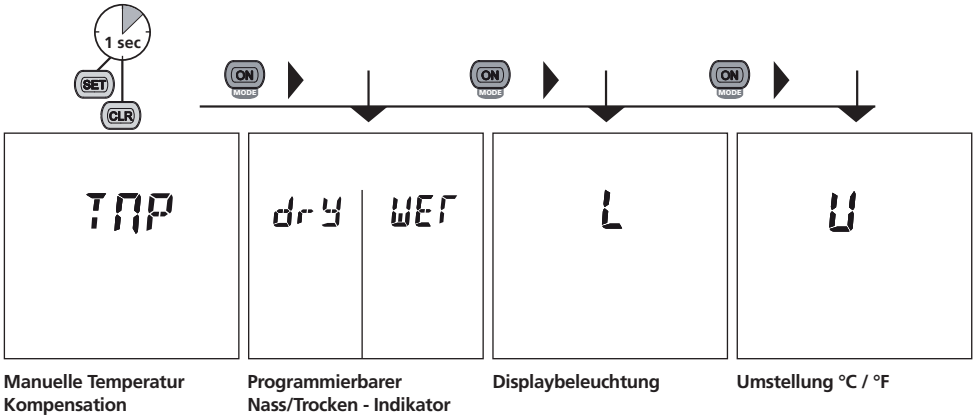 1 sec
SET
CLR
ON
MODE
ON
MODE
ON
MODE
TMP
dry
WET
L
U
Manuelle Temperatur
Kompensation
Programmierbarer
Nass/Trocken - Indikator
Displaybeleuchtung
Umstellung °C / °F